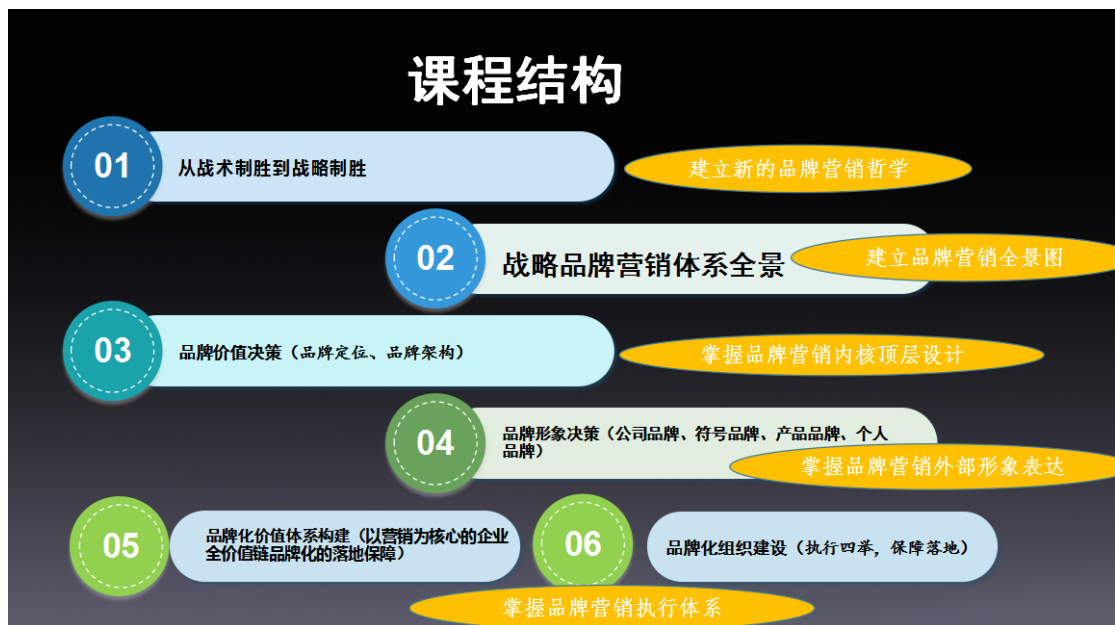 课程结构
01
从战术制胜到战略制胜
建立新的品牌营销哲学
02
战略品牌营销体系全景
建立品牌营销全景图
03
品牌价值决策（品牌定位、品牌架构）
掌握品牌营销内核顶层设计
04
品牌形象决策（公司品牌、符号品牌、产品品牌、个人
品牌）
掌握品牌营销外部形象表达
05
品牌化价值体系构建（以营销为核心的企业
全价值链品牌化的落地保障）
06
品牌化组织建设（执行四举，保障落地）
掌握品牌营销执行体系